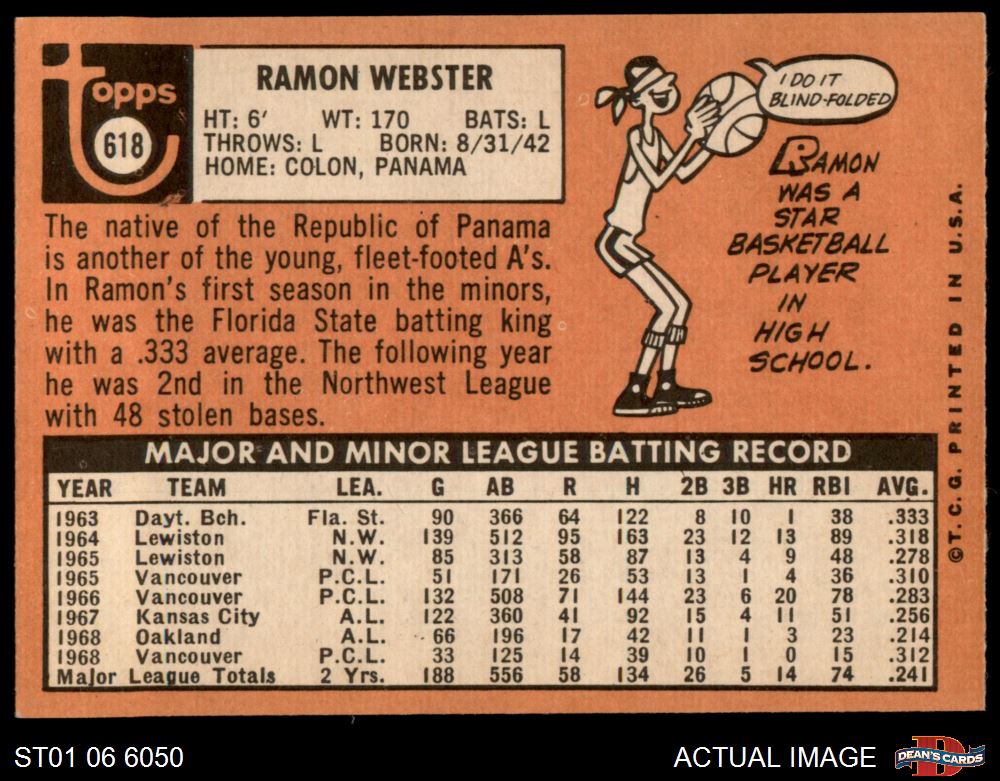 topps
618
RAMON WEBSTER
HT: 6′ WT: 170 BATS: L
THROWS: L BORN: 8/31/42
HOME: COLON, PANAMA
The native of the Republic of Panama
is another of the young, fleet-footed A's.
In Ramon's first season in the minors,
he was the Florida State batting king
with a .333 average. The following year
he was 2nd in the Northwest League
with 48 stolen bases.
I DO IT
BLIND-FOLDED
RAMON
WAS A
STAR
BASKETBALL
PLAYER
IN
HIGH
SCHOOL.
MAJOR AND MINOR LEAGUE BATTING RECORD
YEAR TEAM LEA. G AB R H 2B 3B HR RBI AVG.
1963 Dayt. Bch. Fla. St. 90 366 64 122 8 10 1 38 .333
1964 Lewiston N.W. 139 512 95 163 23 12 13 89 .318
1965 Lewiston N.W. 85 313 58 87 13 4 9 48 .278
1965 Vancouver P.C.L. 51 171 26 53 13 1 4 36 .310
1966 Vancouver P.C.L. 132 508 71 144 23 6 20 78 .283
1967 Kansas City A.L. 122 360 41 92 15 4 11 51 .256
1968 Oakland A.L. 66 196 17 42 11 1 3 23 .214
1968 Vancouver P.C.L. 33 125 14 39 10 1 0 15 .312
Major League Totals 2 Yrs. 188 556 58 134 26 5 14 74 .241
©T.C.G. PRINTED IN U.S.A.
ST01 06 6050
ACTUAL IMAGE
D
DEAN'S CARDS